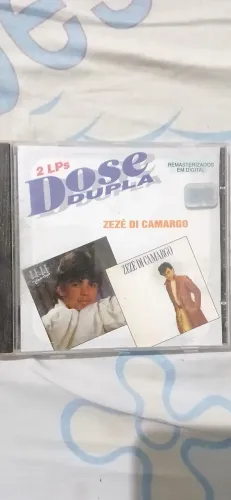 2 LPs
Dose
DUPLA
REMASTERIZADOS
EM DIGITAL
ZEZÉ DI CAMARGO
ZEZÉ DI CAMARGO